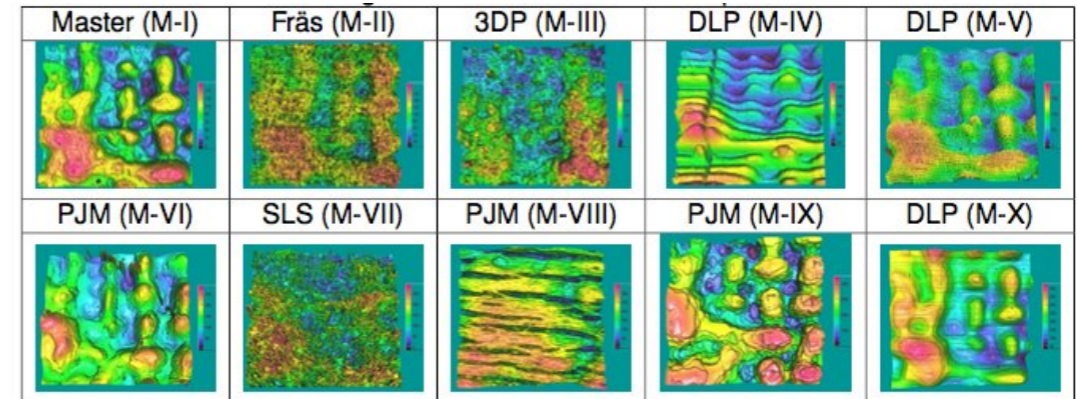 Master (M-I) Fräs (M-II) 3DP (M-III) DLP (M-IV) DLP (M-V)
PJM (M-VI) SLS (M-VII) PJM (M-VIII) PJM (M-IX) DLP (M-X)